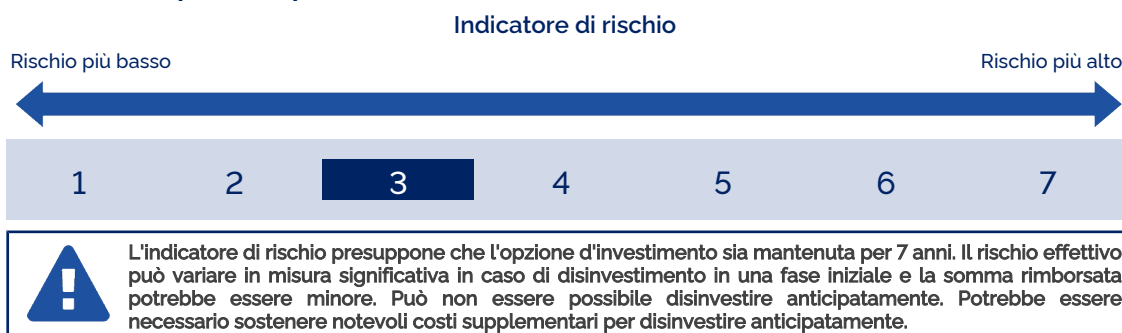 Indicatore di rischio
Rischio più basso
Rischio più alto
1 2 3 4 5 6 7
L'indicatore di rischio presuppone che l'opzione d'investimento sia mantenuta per 7 anni. Il rischio effettivo
può variare in misura significativa in caso di disinvestimento in una fase iniziale e la somma rimborsata
potrebbe essere minore. Può non essere possibile disinvestire anticipatamente. Potrebbe essere
necessario sostenere notevoli costi supplementari per disinvestire anticipatamente.